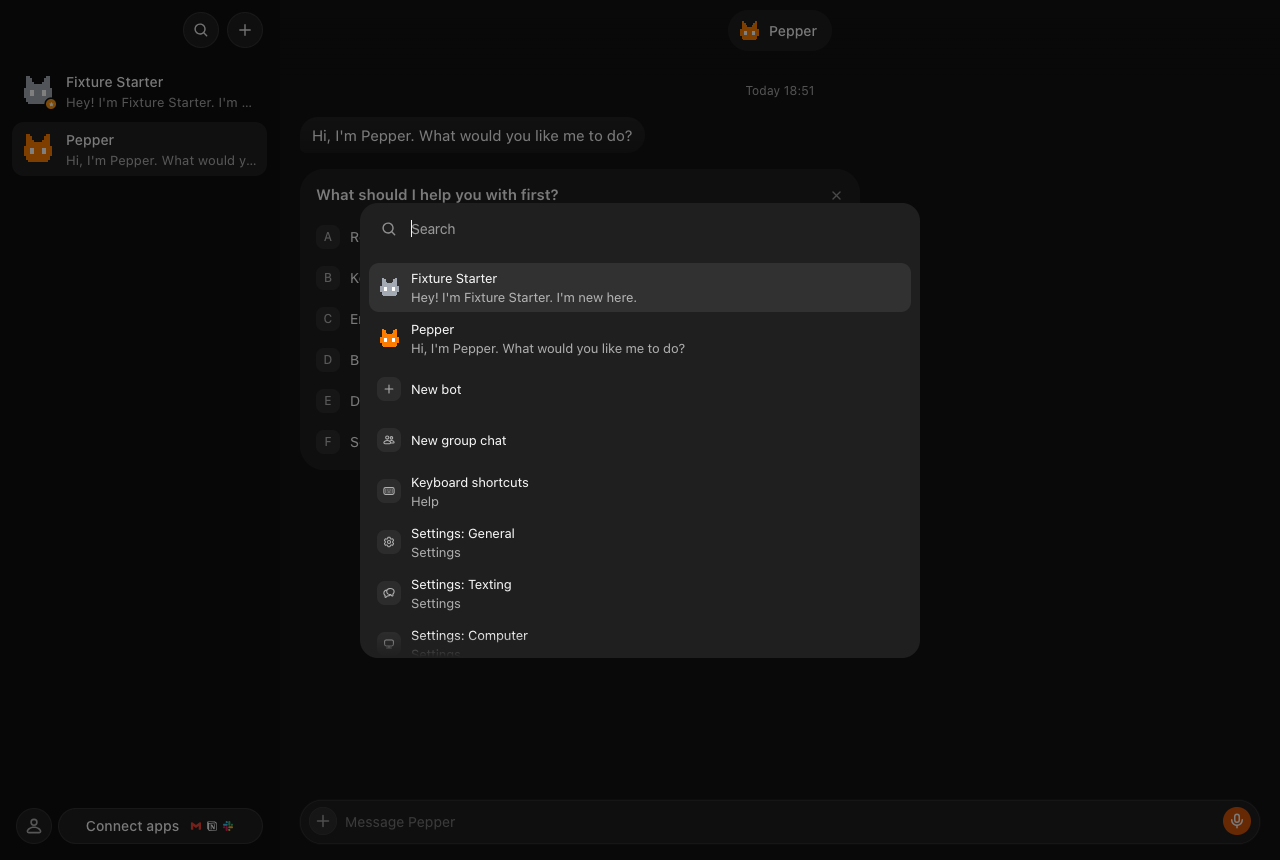 Pepper
Fixture Starter
Hey! I'm Fixture Starter. I'm ...
Pepper
Hi, I'm Pepper. What would y...
Today 18:51
Hi, I'm Pepper. What would you like me to do?
What should I help you with first?
A
B
C
D
E
F
Search
Fixture Starter
Hey! I'm Fixture Starter. I'm new here.
Pepper
Hi, I'm Pepper. What would you like me to do?
New bot
New group chat
Keyboard shortcuts
Help
Settings: General
Settings
Settings: Texting
Settings
Settings: Computer
Settings
Connect apps
Message Pepper